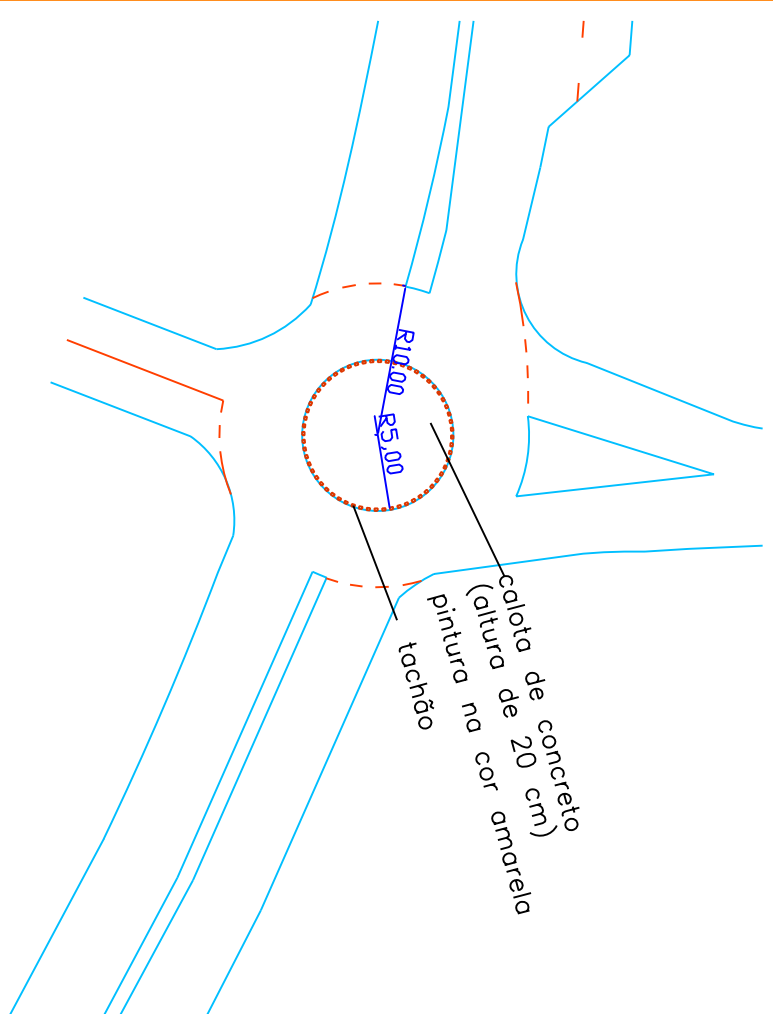 R10.00
R5,00
calota de concreto
(altura de 20 cm)
pintura na cor amarela
tachão